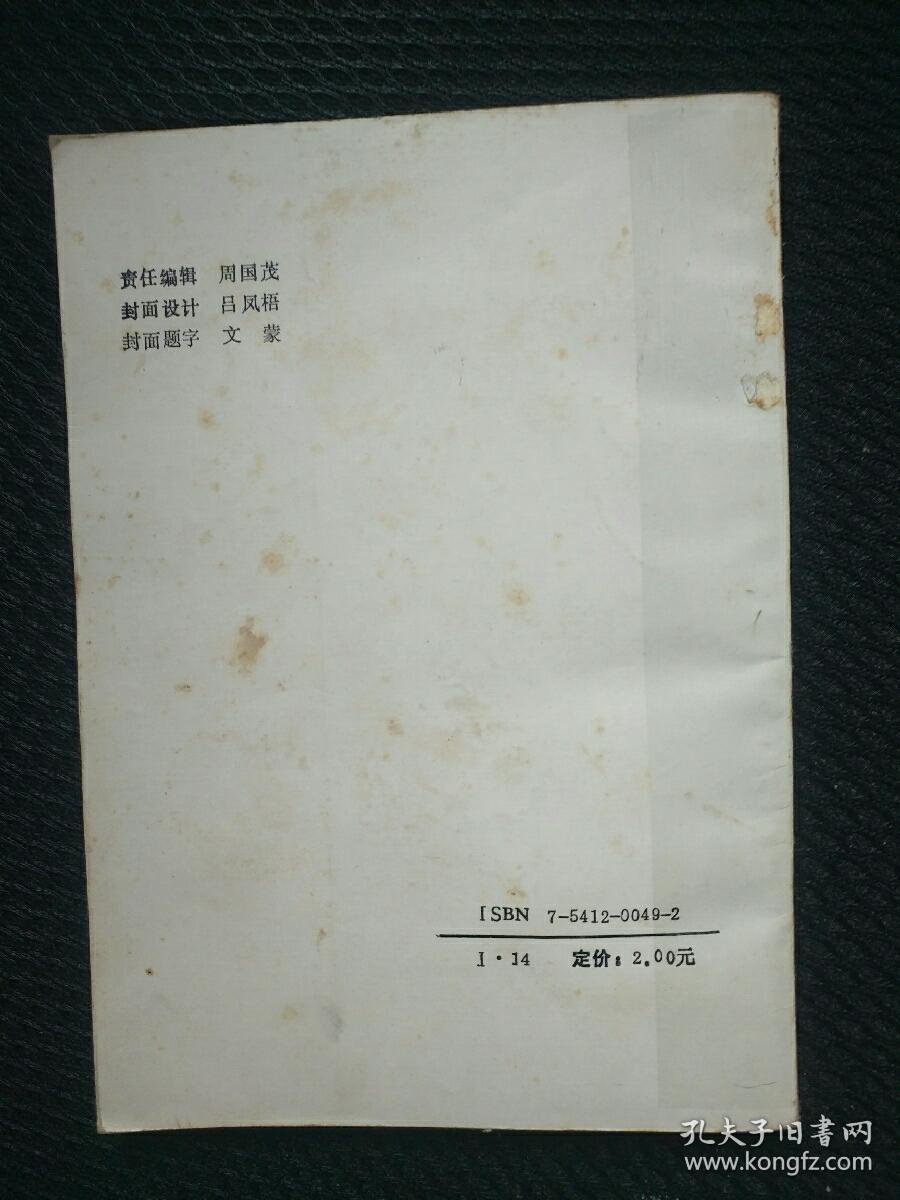 责任编辑 周国茂
封面设计 吕凤梧
封面题字 文 蒙
ISBN 7-5412-0049-2
I·14 定价：2.00元
孔夫子旧书网
www.kongfz.com